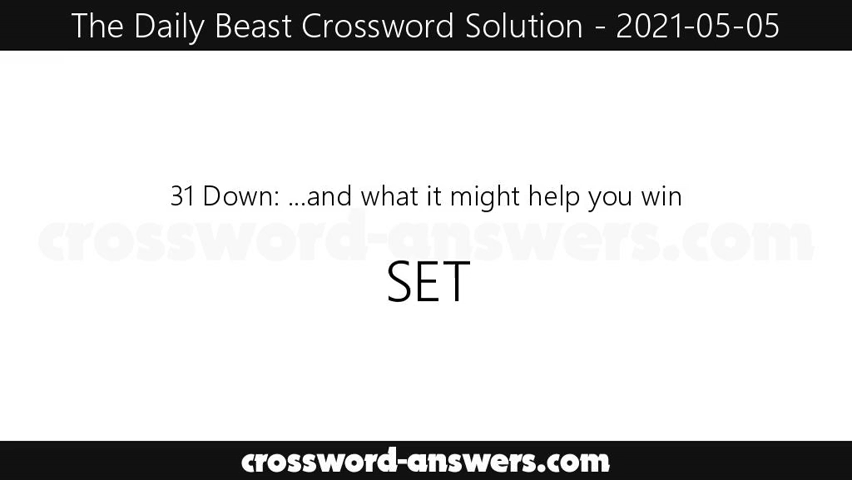 The Daily Beast Crossword Solution - 2021-05-05
31 Down: ...and what it might help you win
crossword-answers.com
SET
crossword-answers.com